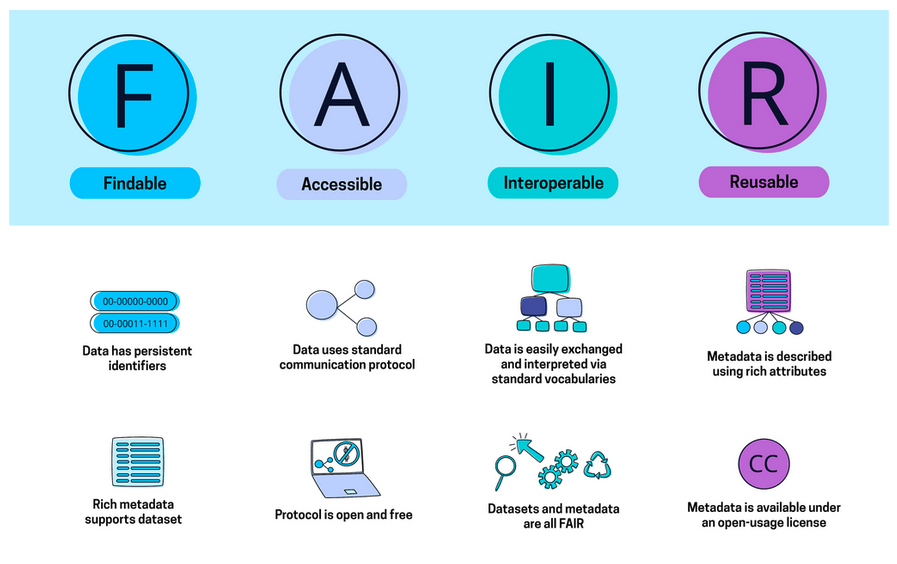 F
A
I
R
Findable
Accessible
Interoperable
Reusable
00-00000-0000
00-00011-1111
Data has persistent
identifiers
Data uses standard
communication protocol
Data is easily exchanged
and interpreted via
standard vocabularies
Metadata is described
using rich attributes
Rich metadata
supports dataset
Protocol is open and free
Datasets and metadata
are all FAIR
CC
Metadata is available under
an open-usage license